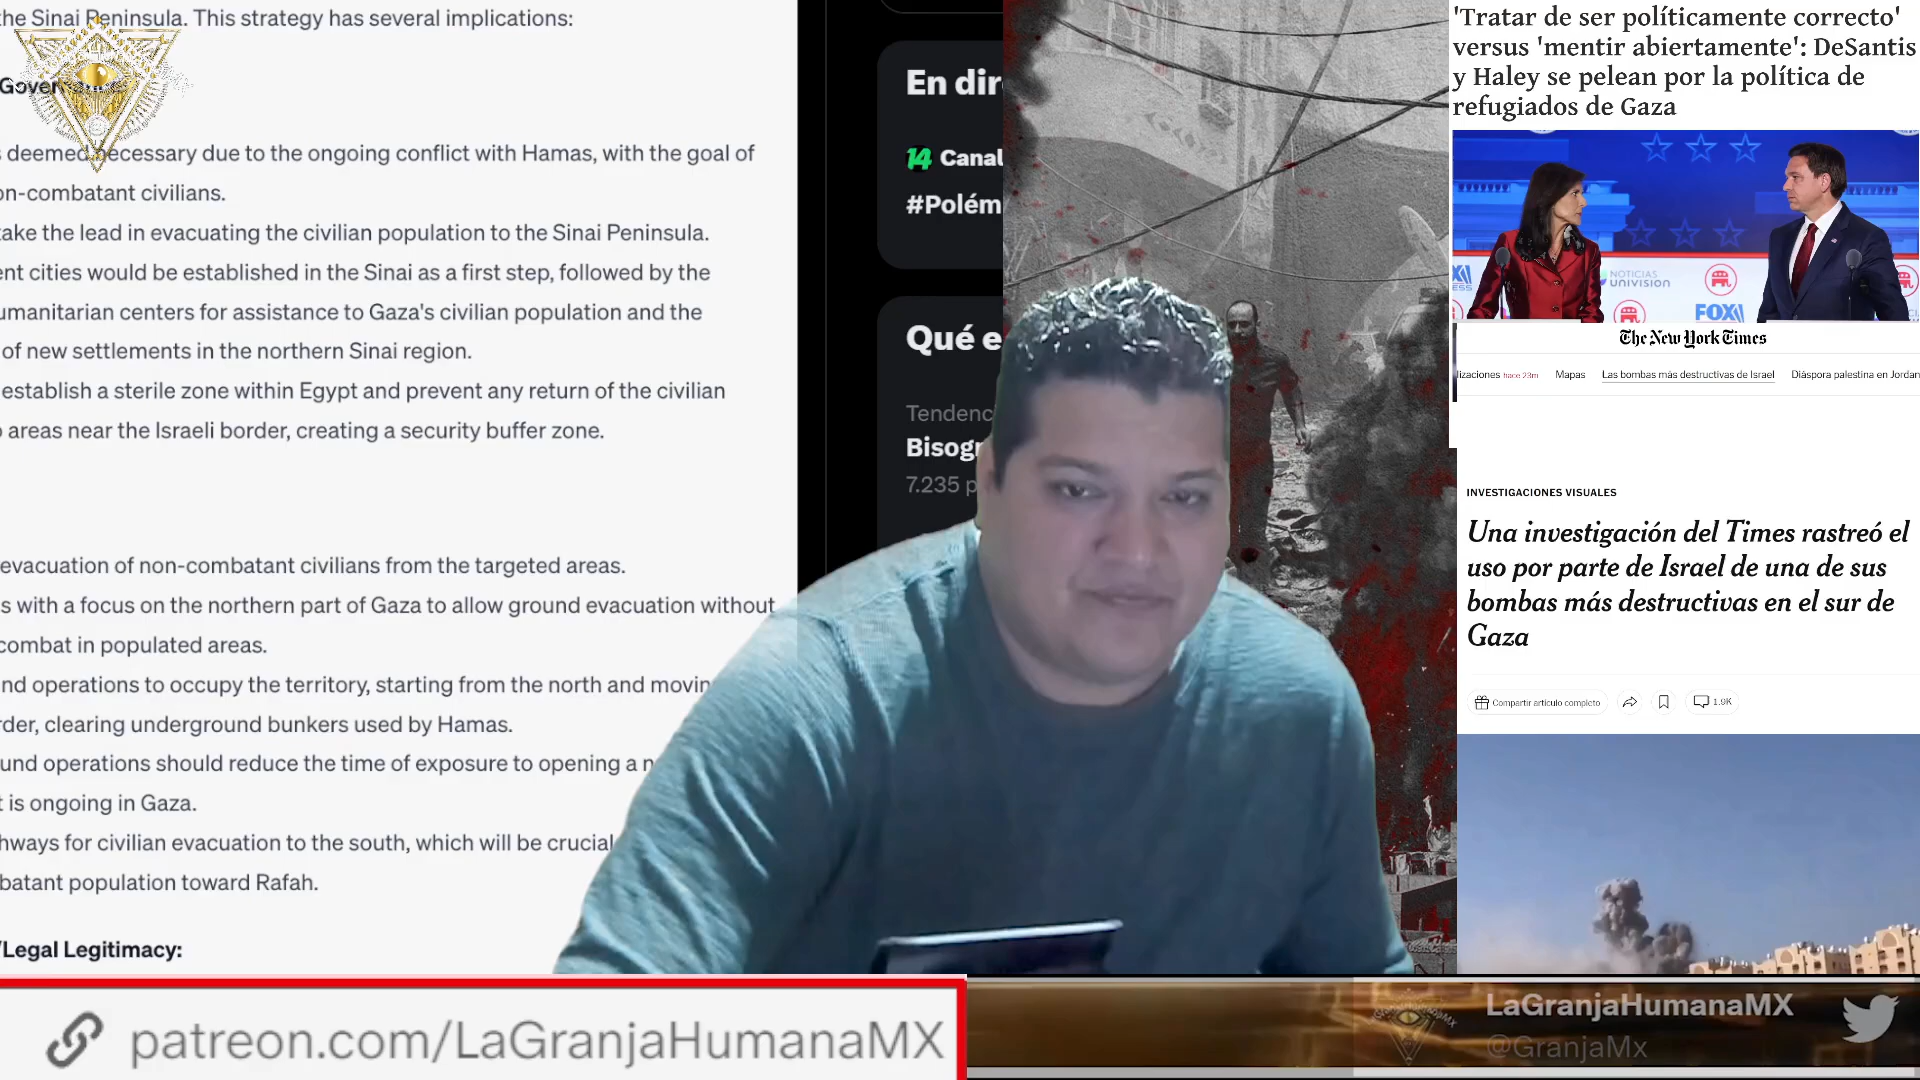 the Sinai Peninsula. This strategy has several implications:
deemed necessary due to the ongoing conflict with Hamas, with the goal of
on-combatant civilians.
take the lead in evacuating the civilian population to the Sinai Peninsula.
ent cities would be established in the Sinai as a first step, followed by the
umanitarian centers for assistance to Gaza's civilian population and the
of new settlements in the northern Sinai region.
establish a sterile zone within Egypt and prevent any return of the civilian
areas near the Israeli border, creating a security buffer zone.
evacuation of non-combatant civilians from the targeted areas.
s with a focus on the northern part of Gaza to allow ground evacuation without
combat in populated areas.
nd operations to occupy the territory, starting from the north and movin
rder, clearing underground bunkers used by Hamas.
und operations should reduce the time of exposure to opening a n
t is ongoing in Gaza.
hways for civilian evacuation to the south, which will be crucial
batant population toward Rafah.
/Legal Legitimacy:
En dir
14 Canal
#Polém
Qué e
Tendenc
Bisogn
7.235 p
'Tratar de ser políticamente correcto'
versus 'mentir abiertamente': DeSantis
y Haley se pelean por la política de
refugiados de Gaza
NOTICIAS
UNIVISION
FOX
The New York Times
lizaciones hace 23m Mapas Las bombas más destructivas de Israel Diáspora palestina en Jordan
INVESTIGACIONES VISUALES
Una investigación del Times rastreó el
uso por parte de Israel de una de sus
bombas más destructivas en el sur de
Gaza
Compartir artículo completo 1.9K
patreon.com/LaGranjaHumanaMX
LaGranjaHumanaMX
@GranjaMx